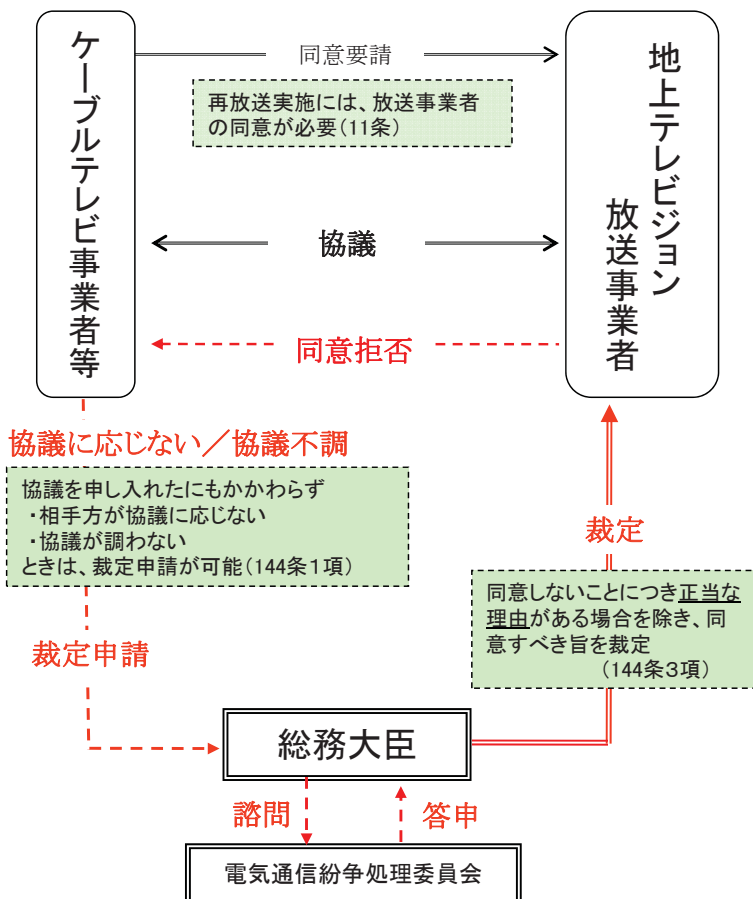 ケーブルテレビ事業者等
同意要請
地上テレビジョン
放送事業者
再放送実施には、放送事業者
の同意が必要(11条)
協議
同意拒否
協議に応じない／協議不調
協議を申し入れたにもかかわらず
・相手方が協議に応じない
・協議が調わない
ときは、裁定申請が可能(144条1項)
裁定
同意しないことにつき正当な
理由がある場合を除き、同
意すべき旨を裁定
(144条3項)
裁定申請
総務大臣
諮問
答申
電気通信紛争処理委員会